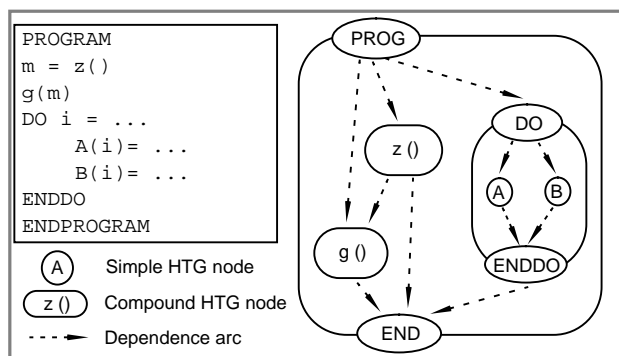 PROGRAM
m = z()
g(m)
DO i = ...
A(i)= ...
B(i)= ...
ENDDO
ENDPROGRAM
A Simple HTG node
z () Compound HTG node
Dependence arc
PROG
DO
z ()
A B
g ()
ENDDO
END